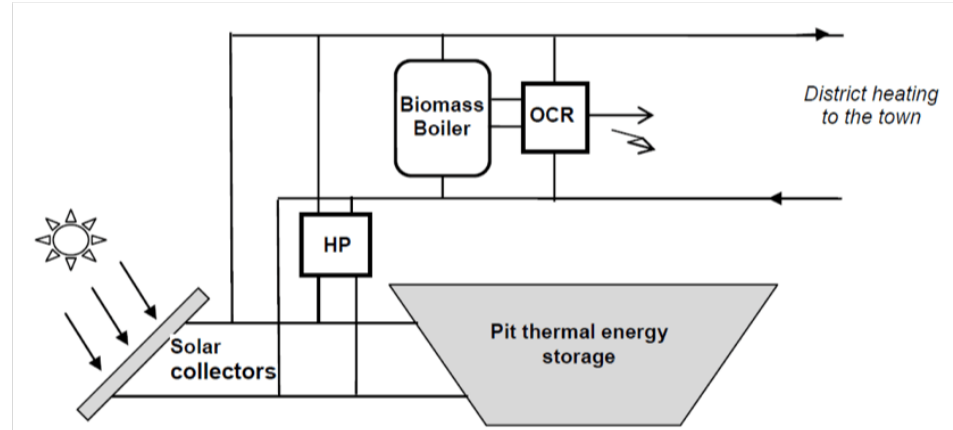 Biomass
Boiler
OCR
District heating
to the town
HP
Solar
collectors
Pit thermal energy
storage